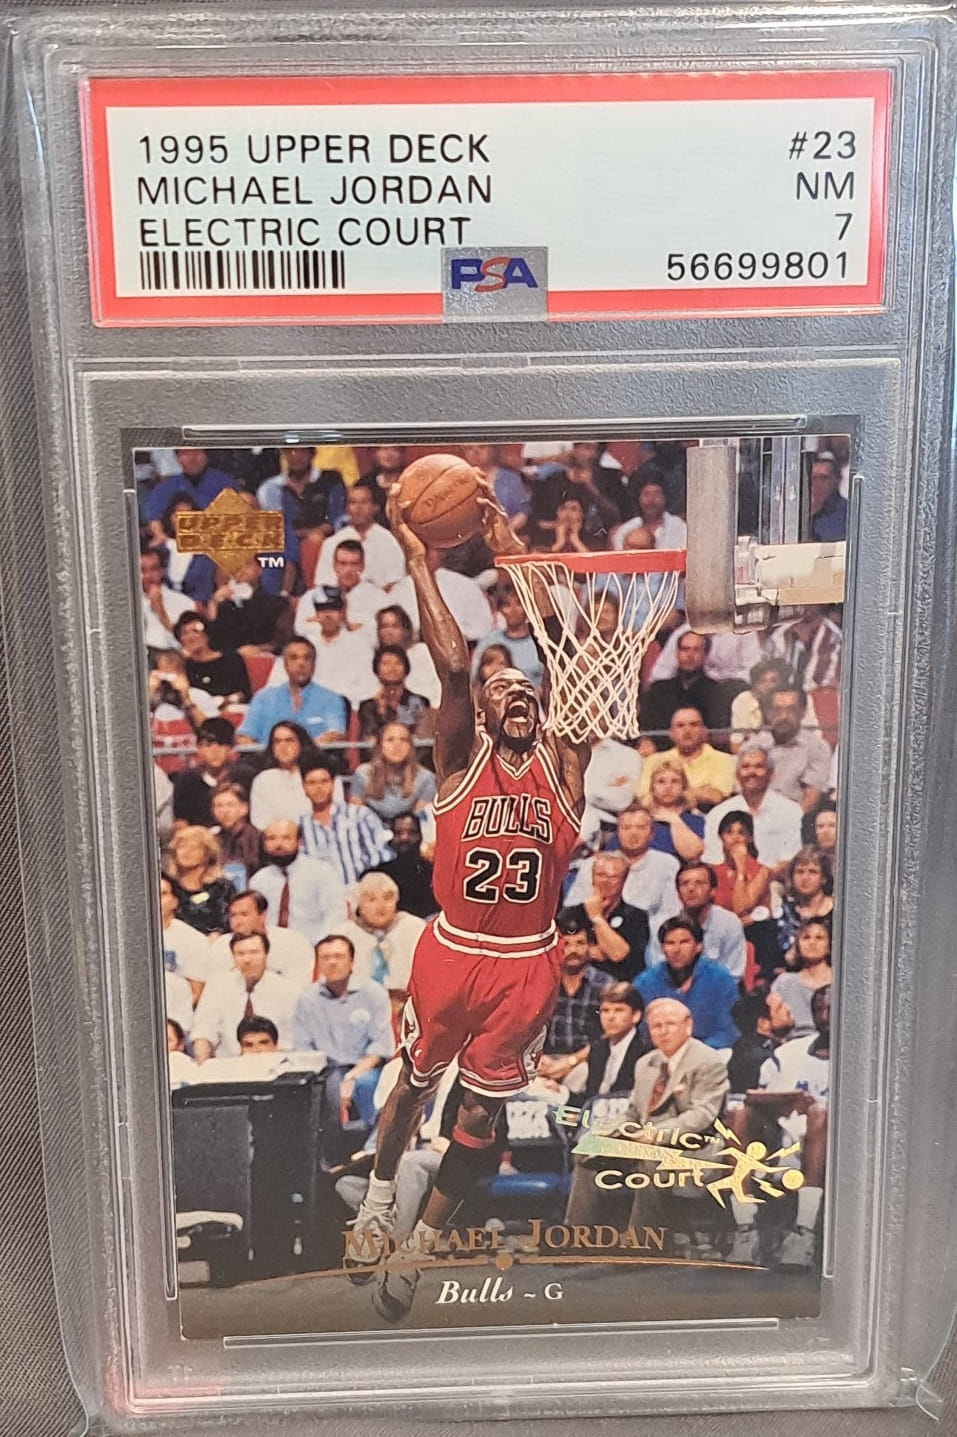 1995 UPPER DECK #23
MICHAEL JORDAN NM
ELECTRIC COURT 7
PSA 56699801
UPPER
DECK
TM
BULLS
23
Electric™
Court
MICHAEL JORDAN
Bulls ~ G